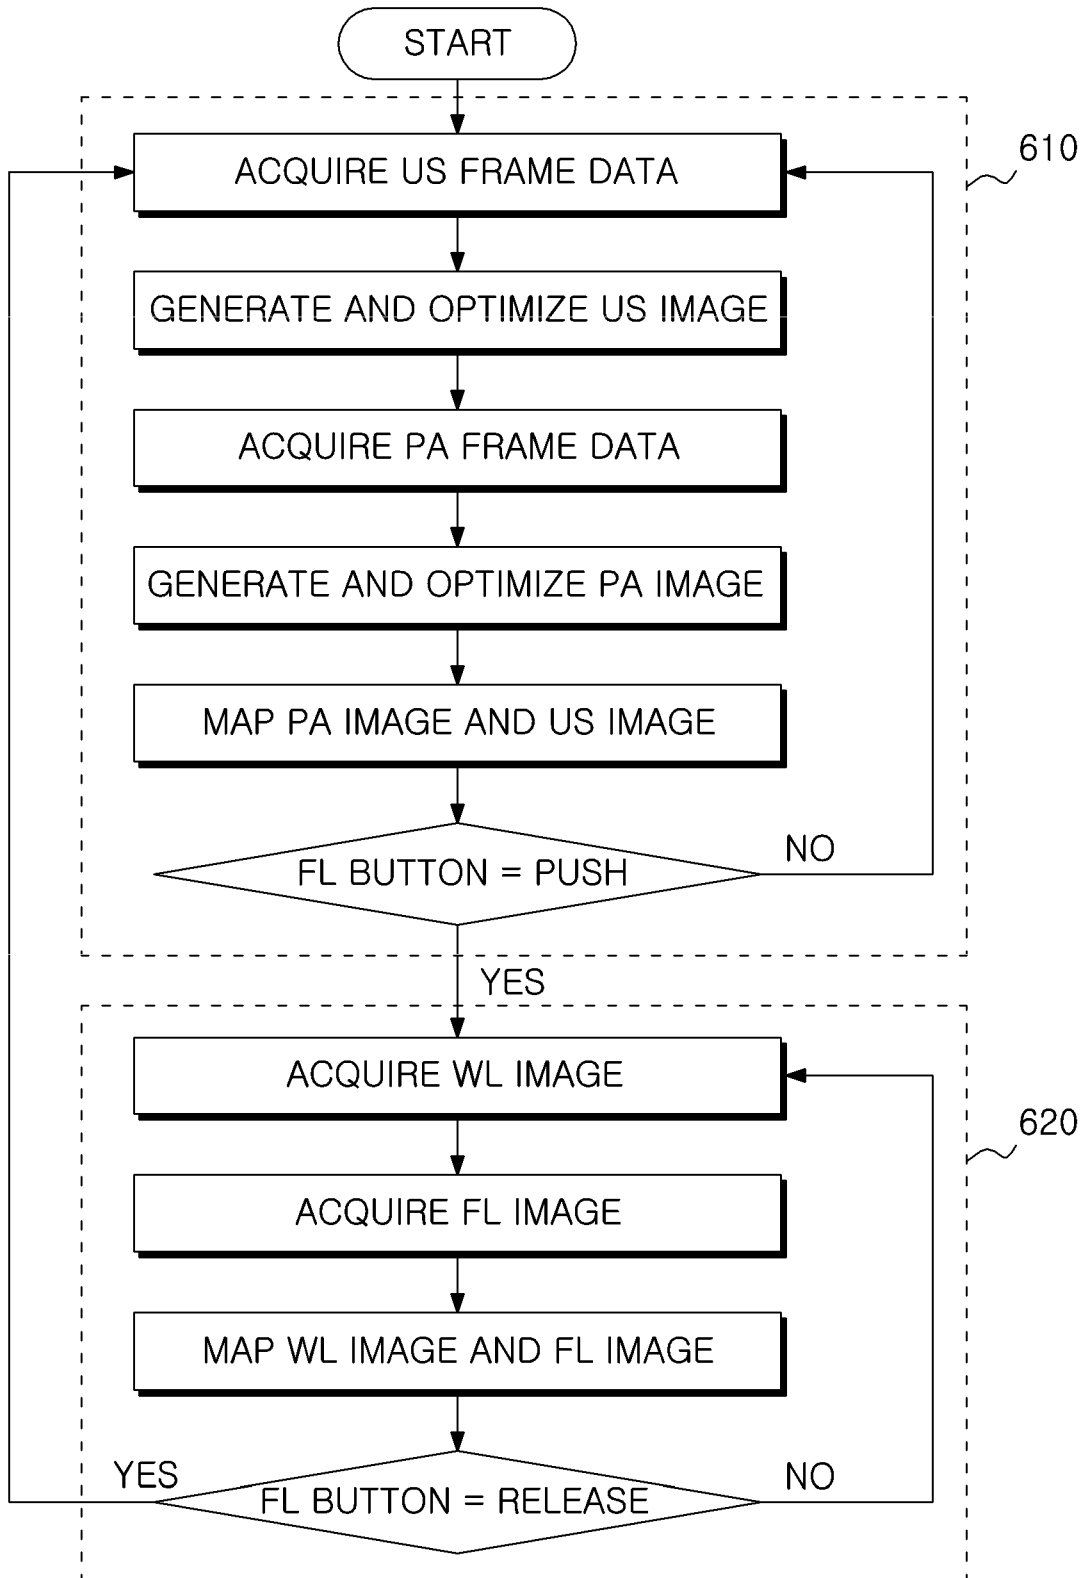 START
610
ACQUIRE US FRAME DATA
GENERATE AND OPTIMIZE US IMAGE
ACQUIRE PA FRAME DATA
GENERATE AND OPTIMIZE PA IMAGE
MAP PA IMAGE AND US IMAGE
FL BUTTON = PUSH
NO
YES
ACQUIRE WL IMAGE
620
ACQUIRE FL IMAGE
MAP WL IMAGE AND FL IMAGE
YES
FL BUTTON = RELEASE
NO